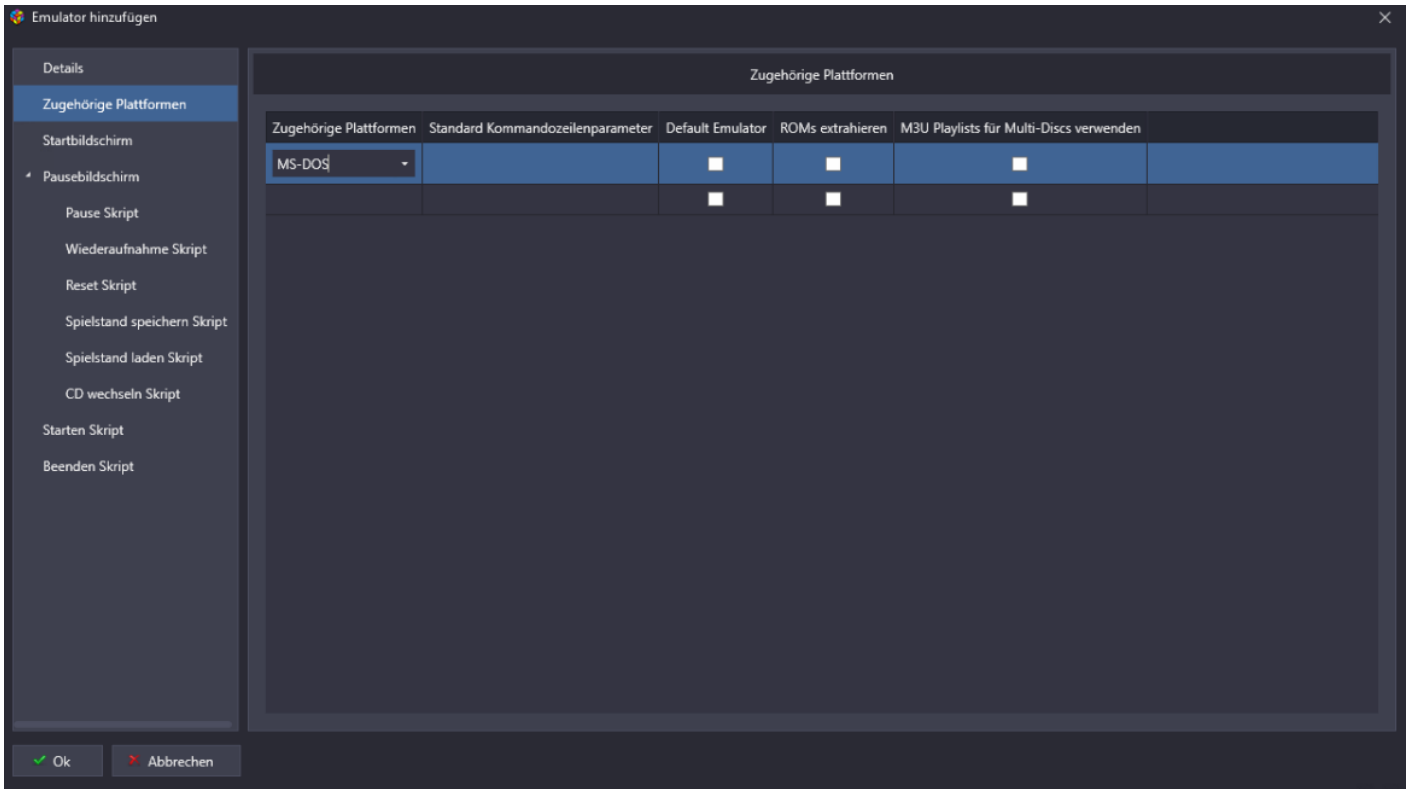 Emulator hinzufügen
Details
Zugehörige Plattformen
Startbildschirm
Pausebildschirm
Pause Skript
Wiederaufnahme Skript
Reset Skript
Spielstand speichern Skript
Spielstand laden Skript
CD wechseln Skript
Starten Skript
Beenden Skript
Zugehörige Plattformen
Zugehörige Plattformen Standard Kommandozeilenparameter Default Emulator ROMs extrahieren M3U Playlists für Multi-Discs verwenden
MS-DOS
Ok Abbrechen